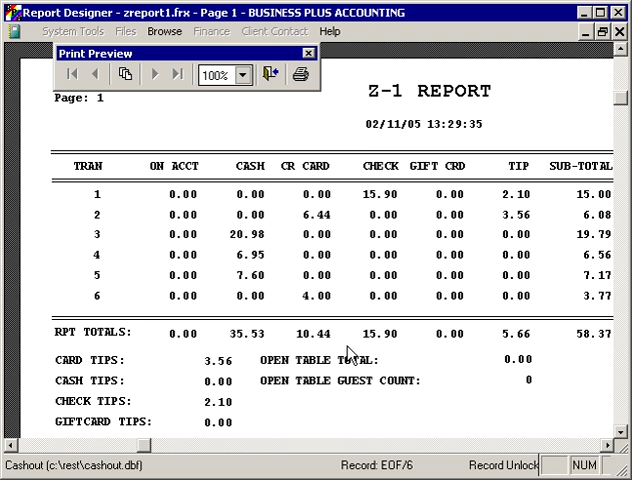 Report Designer - zreport1.frx - Page 1 - BUSINESS PLUS ACCOUNTING
System Tools Files Browse Finance Client Contact Help
Print Preview
100%
Page: 1
Z-1 REPORT
02/11/05 13:29:35
TRAN ON ACCT CASH CR CARD CHECK GIFT CRD TIP SUB-TOTAL
1 0.00 0.00 0.00 15.90 0.00 2.10 15.00
2 0.00 0.00 6.44 0.00 0.00 3.56 6.08
3 0.00 20.98 0.00 0.00 0.00 0.00 19.79
4 0.00 6.95 0.00 0.00 0.00 0.00 6.56
5 0.00 7.60 0.00 0.00 0.00 0.00 7.17
6 0.00 0.00 4.00 0.00 0.00 0.00 3.77
RPT TOTALS: 0.00 35.53 10.44 15.90 0.00 5.66 58.37
CARD TIPS: 3.56 OPEN TABLE TOTAL: 0.00
CASH TIPS: 0.00 OPEN TABLE GUEST COUNT: 0
CHECK TIPS: 2.10
GIFTCARD TIPS: 0.00
Cashout (c:\rest\cashout.dbf) Record: EOF/6 Record Unlock NUM